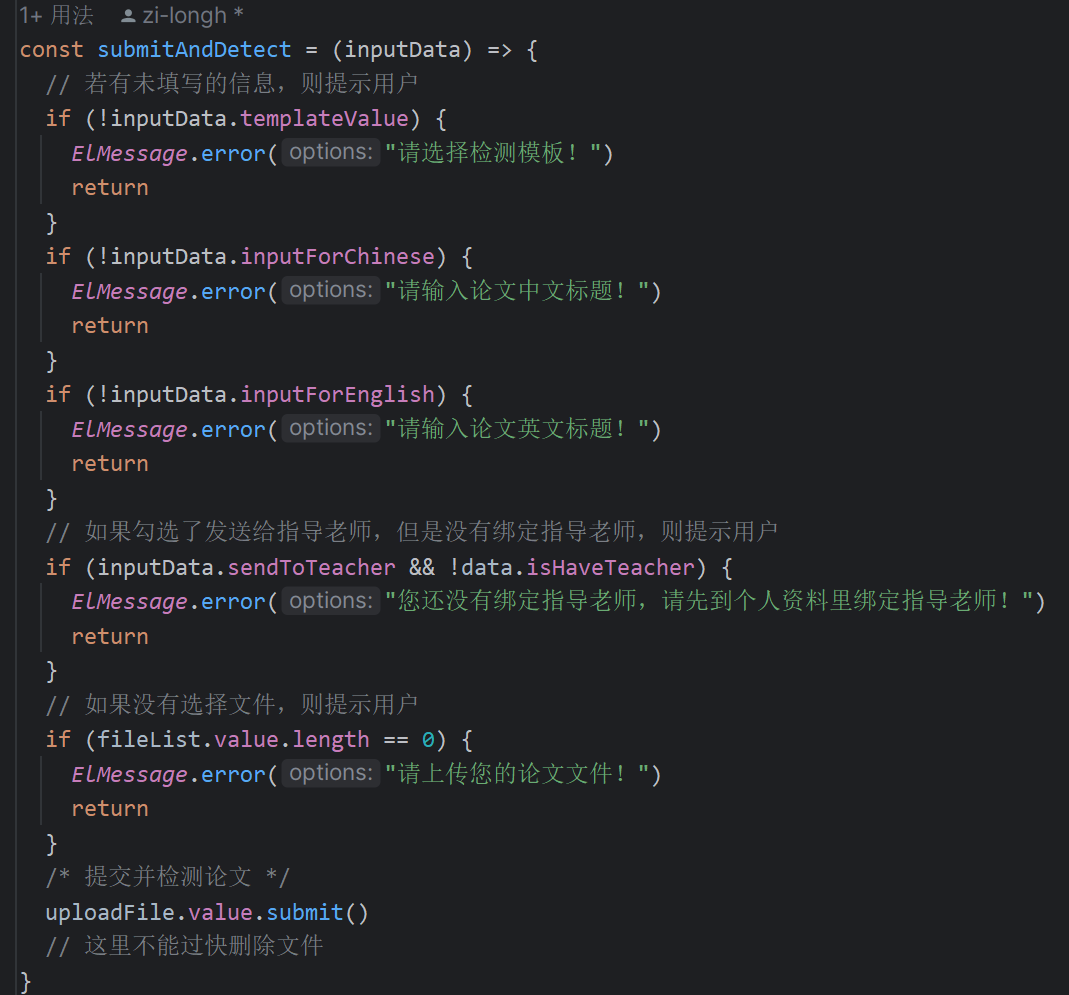 1+ 用法 zi-longh *
const submitAndDetect = (inputData) => {
  // 若有未填写的信息，则提示用户
  if (!inputData.templateValue) {
    ElMessage.error( options: "请选择检测模板！")
    return
  }
  if (!inputData.inputForChinese) {
    ElMessage.error( options: "请输入论文中文标题！")
    return
  }
  if (!inputData.inputForEnglish) {
    ElMessage.error( options: "请输入论文英文标题！")
    return
  }
  // 如果勾选了发送给指导老师，但是没有绑定指导老师，则提示用户
  if (inputData.sendToTeacher && !data.isHaveTeacher) {
    ElMessage.error( options: "您还没有绑定指导老师，请先到个人资料里绑定指导老师！")
    return
  }
  // 如果没有选择文件，则提示用户
  if (fileList.value.length == 0) {
    ElMessage.error( options: "请上传您的论文文件！")
    return
  }
  /* 提交并检测论文 */
  uploadFile.value.submit()
  // 这里不能过快删除文件
}